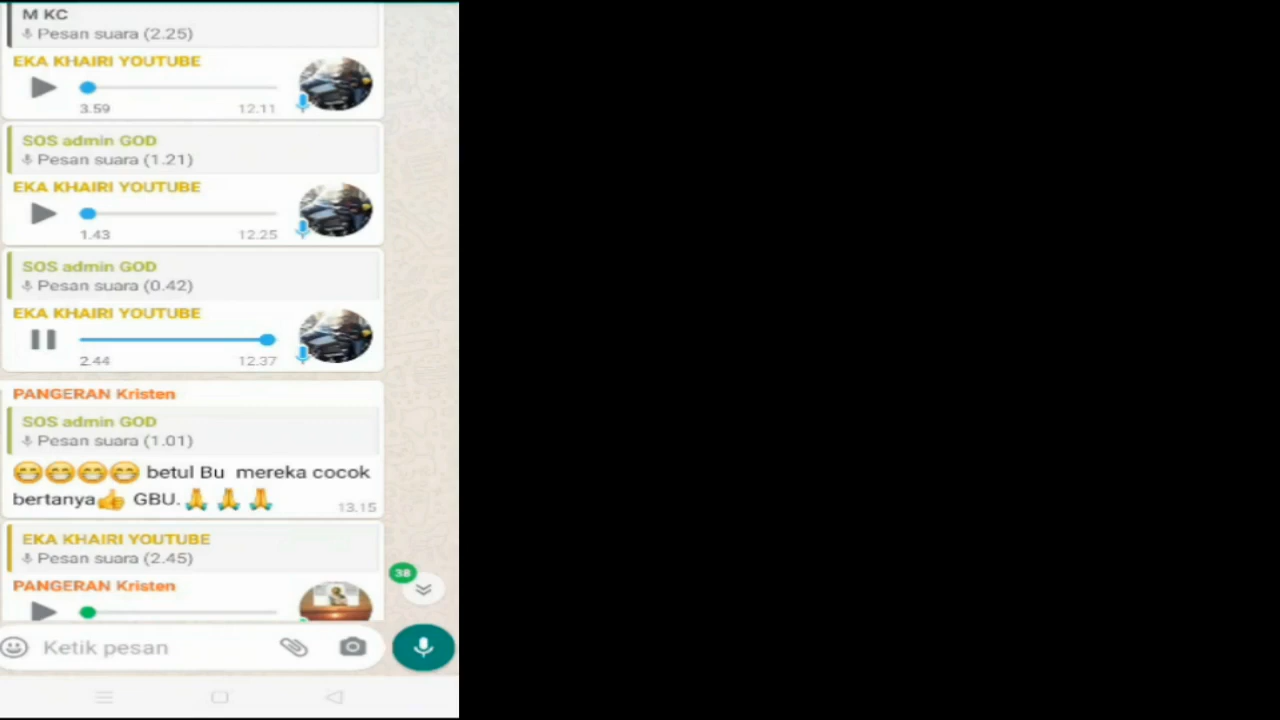 M KC
Pesan suara (2.25)
EKA KHAIRI YOUTUBE
3.59 12.11
SOS admin GOD
Pesan suara (1.21)
EKA KHAIRI YOUTUBE
1.43 12.25
SOS admin GOD
Pesan suara (0.42)
EKA KHAIRI YOUTUBE
2.44 12.37
PANGERAN Kristen
SOS admin GOD
Pesan suara (1.01)
😁😁😁😁 betul Bu mereka cocok
bertanya👍 GBU.🙏🙏🙏 13.15
EKA KHAIRI YOUTUBE
Pesan suara (2.45)
38
PANGERAN Kristen
Ketik pesan